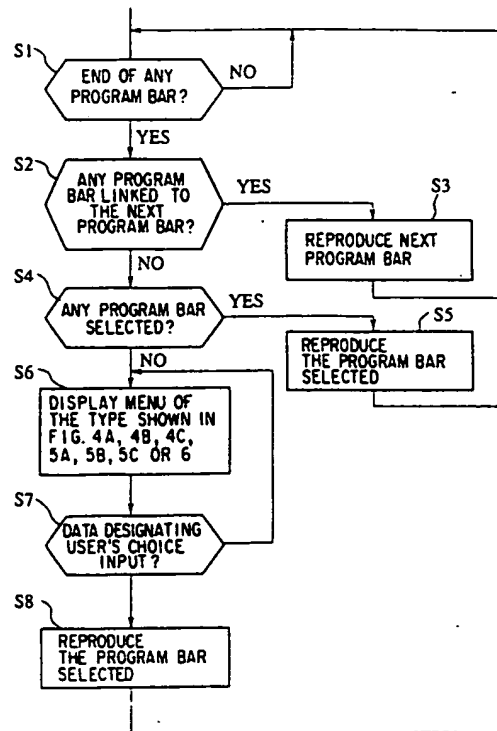 S1
END OF ANY
PROGRAM BAR?
NO
YES
S2
ANY PROGRAM
BAR LINKED TO
THE NEXT
PROGRAM BAR?
YES
S3
REPRODUCE NEXT
PROGRAM BAR
NO
S4
ANY PROGRAM BAR
SELECTED?
YES
S5
REPRODUCE
THE PROGRAM BAR
SELECTED
NO
S6
DISPLAY MENU OF
THE TYPE SHOWN IN
FIG. 4A, 4B, 4C,
5A, 5B, 5C OR 6
S7
DATA DESIGNATING
USER'S CHOICE
INPUT?
S8
REPRODUCE
THE PROGRAM BAR
SELECTED